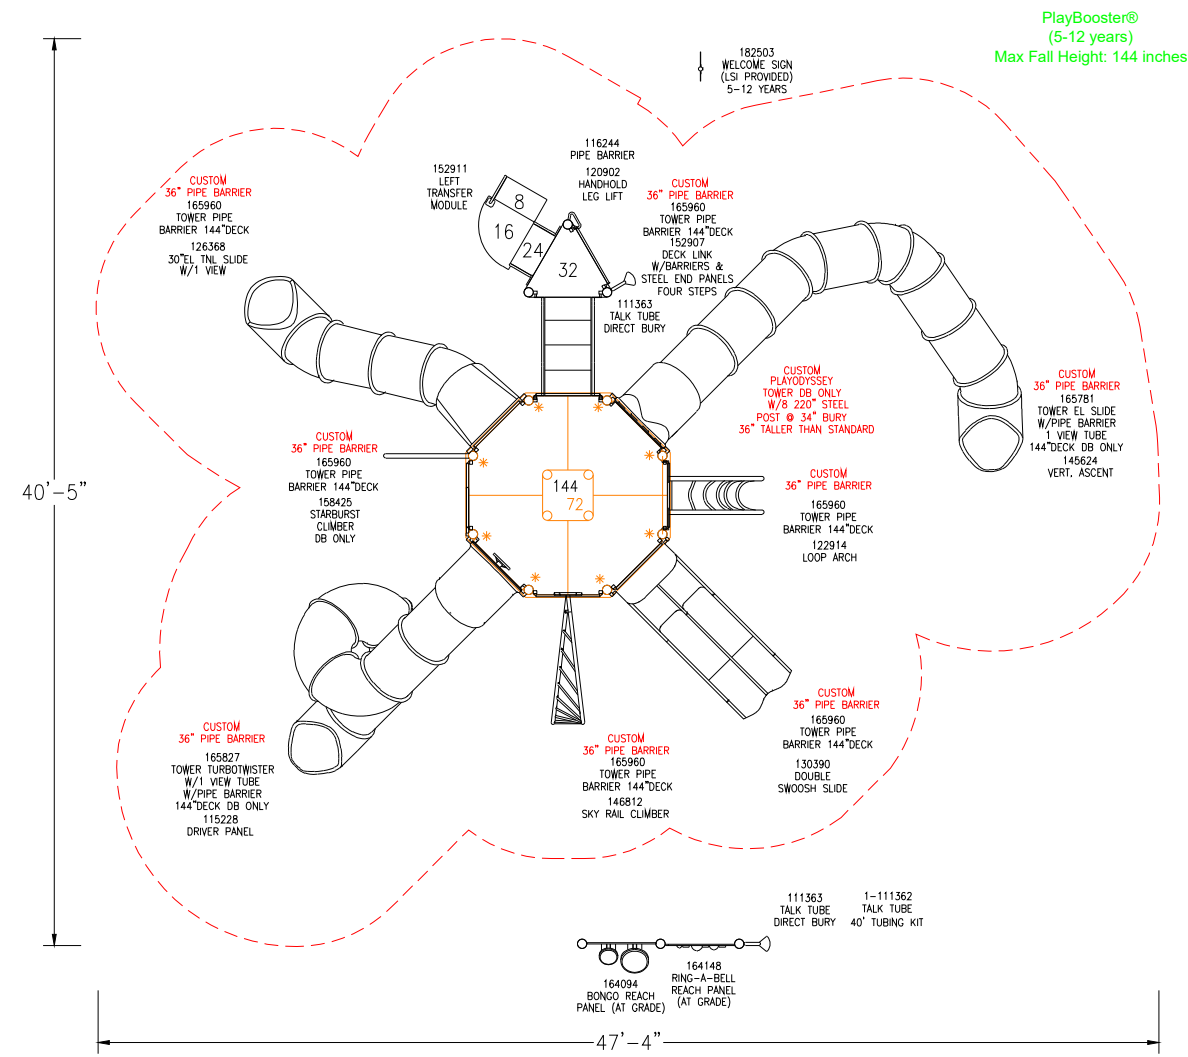 PlayBooster®
(5-12 years)
Max Fall Height: 144 inches
182503
WELCOME SIGN
(LSI PROVIDED)
5-12 YEARS
116244
PIPE BARRIER
120902
HANDHOLD
LEG LIFT
152911
LEFT
TRANSFER
MODULE
CUSTOM
36" PIPE BARRIER
165960
TOWER PIPE
BARRIER 144"DECK
126368
30"EL TNL SLIDE
W/1 VIEW
CUSTOM
36" PIPE BARRIER
165960
TOWER PIPE
BARRIER 144"DECK
152907
DECK LINK
W/BARRIERS &
STEEL END PANELS
FOUR STEPS
8
16
24
32
111363
TALK TUBE
DIRECT BURY
CUSTOM
PLAYODYSSEY
TOWER DB ONLY
W/8 220" STEEL
POST @ 34" BURY
36" TALLER THAN STANDARD
CUSTOM
36" PIPE BARRIER
165781
TOWER EL SLIDE
W/PIPE BARRIER
1 VIEW TUBE
144"DECK DB ONLY
145624
VERT. ASCENT
CUSTOM
36" PIPE BARRIER
165960
TOWER PIPE
BARRIER 144"DECK
158425
STARBURST
CLIMBER
DB ONLY
40'-5"
144
72
CUSTOM
36" PIPE BARRIER
165960
TOWER PIPE
BARRIER 144"DECK
122914
LOOP ARCH
CUSTOM
36" PIPE BARRIER
165960
TOWER PIPE
BARRIER 144"DECK
130390
DOUBLE
SWOOSH SLIDE
CUSTOM
36" PIPE BARRIER
165827
TOWER TURBOTWISTER
W/1 VIEW TUBE
W/PIPE BARRIER
144"DECK DB ONLY
115228
DRIVER PANEL
CUSTOM
36" PIPE BARRIER
165960
TOWER PIPE
BARRIER 144"DECK
146812
SKY RAIL CLIMBER
111363
TALK TUBE
DIRECT BURY
1-111362
TALK TUBE
40' TUBING KIT
164094
BONGO REACH
PANEL (AT GRADE)
164148
RING-A-BELL
REACH PANEL
(AT GRADE)
47'-4"